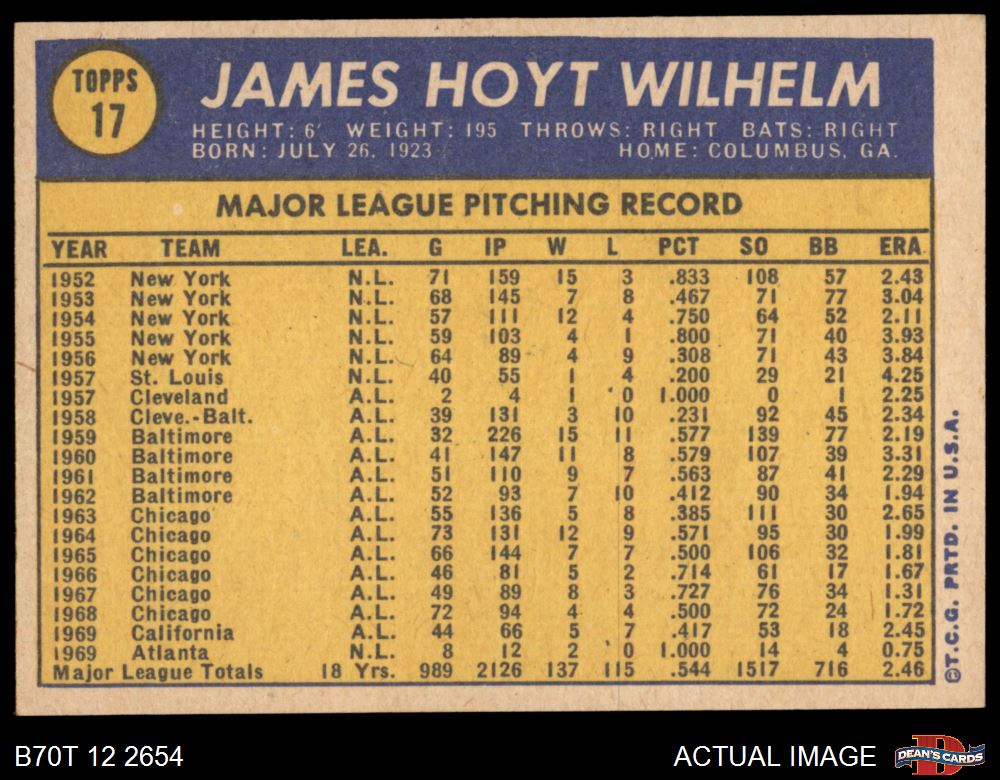 TOPPS
17
JAMES HOYT WILHELM
HEIGHT: 6' WEIGHT: 195 THROWS: RIGHT BATS: RIGHT
BORN: JULY 26, 1923 HOME: COLUMBUS, GA.
MAJOR LEAGUE PITCHING RECORD
YEAR TEAM LEA. G IP W L PCT SO BB ERA
1952 New York N.L. 71 159 15 3 .833 108 57 2.43
1953 New York N.L. 68 145 7 8 .467 71 77 3.04
1954 New York N.L. 57 111 12 4 .750 64 52 2.11
1955 New York N.L. 59 103 4 1 .800 71 40 3.93
1956 New York N.L. 64 89 4 9 .308 71 43 3.84
1957 St. Louis N.L. 40 55 1 4 .200 29 21 4.25
1957 Cleveland A.L. 2 4 1 0 1.000 0 1 2.25
1958 Cleve.-Balt. A.L. 39 131 3 10 .231 92 45 2.34
1959 Baltimore A.L. 32 226 15 11 .577 139 77 2.19
1960 Baltimore A.L. 41 147 11 8 .579 107 39 3.31
1961 Baltimore A.L. 51 110 9 7 .563 87 41 2.29
1962 Baltimore A.L. 52 93 7 10 .412 90 34 1.94
1963 Chicago A.L. 55 136 5 8 .385 111 30 2.65
1964 Chicago A.L. 73 131 12 9 .571 95 30 1.99
1965 Chicago A.L. 66 144 7 7 .500 106 32 1.81
1966 Chicago A.L. 46 81 5 2 .714 61 17 1.67
1967 Chicago A.L. 49 89 8 3 .727 76 34 1.31
1968 Chicago A.L. 72 94 4 4 .500 72 24 1.72
1969 California A.L. 44 66 5 7 .417 53 18 2.45
1969 Atlanta N.L. 8 12 2 0 1.000 14 4 0.75
Major League Totals 18 Yrs. 989 2126 137 115 .544 1517 716 2.46
©T.C.G. PRTD. IN U.S.A.
B70T 12 2654
ACTUAL IMAGE
D
DEAN'S CARDS